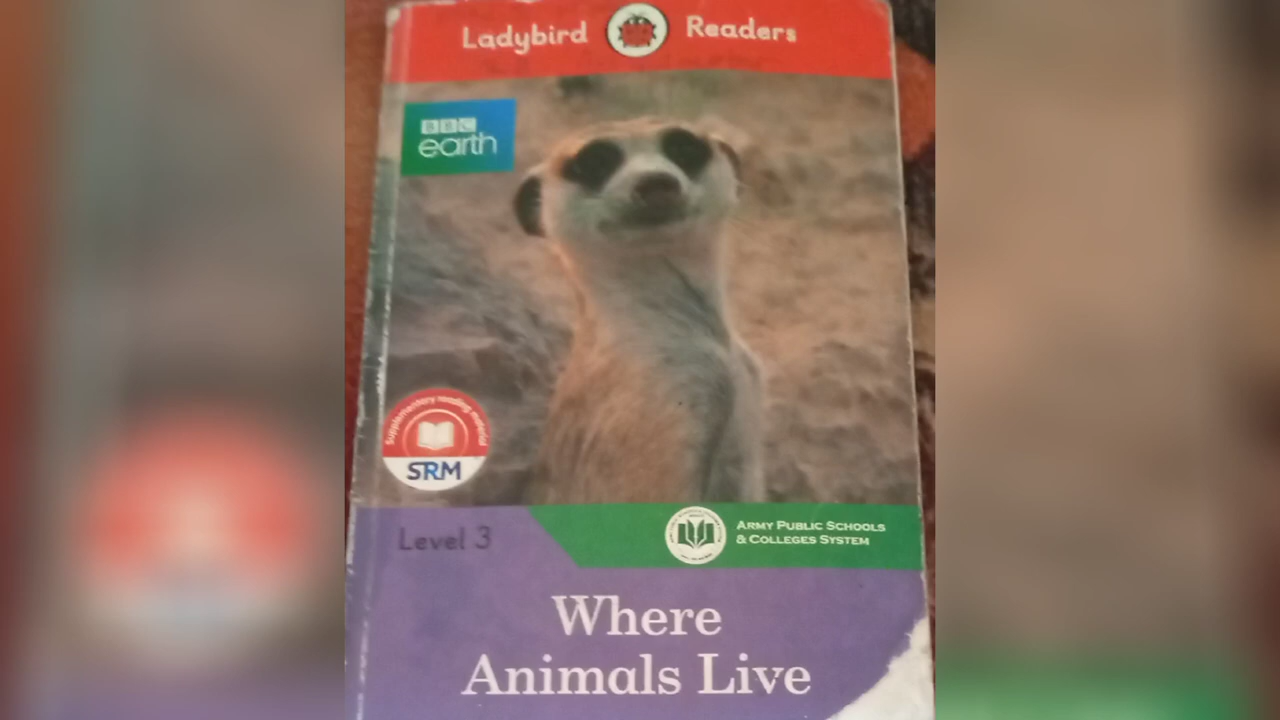 Ladybird Readers
BBC
earth
Supplementary reading material
SRM
Level 3
ARMY PUBLIC SCHOOLS
& COLLEGES SYSTEM
Where
Animals Live